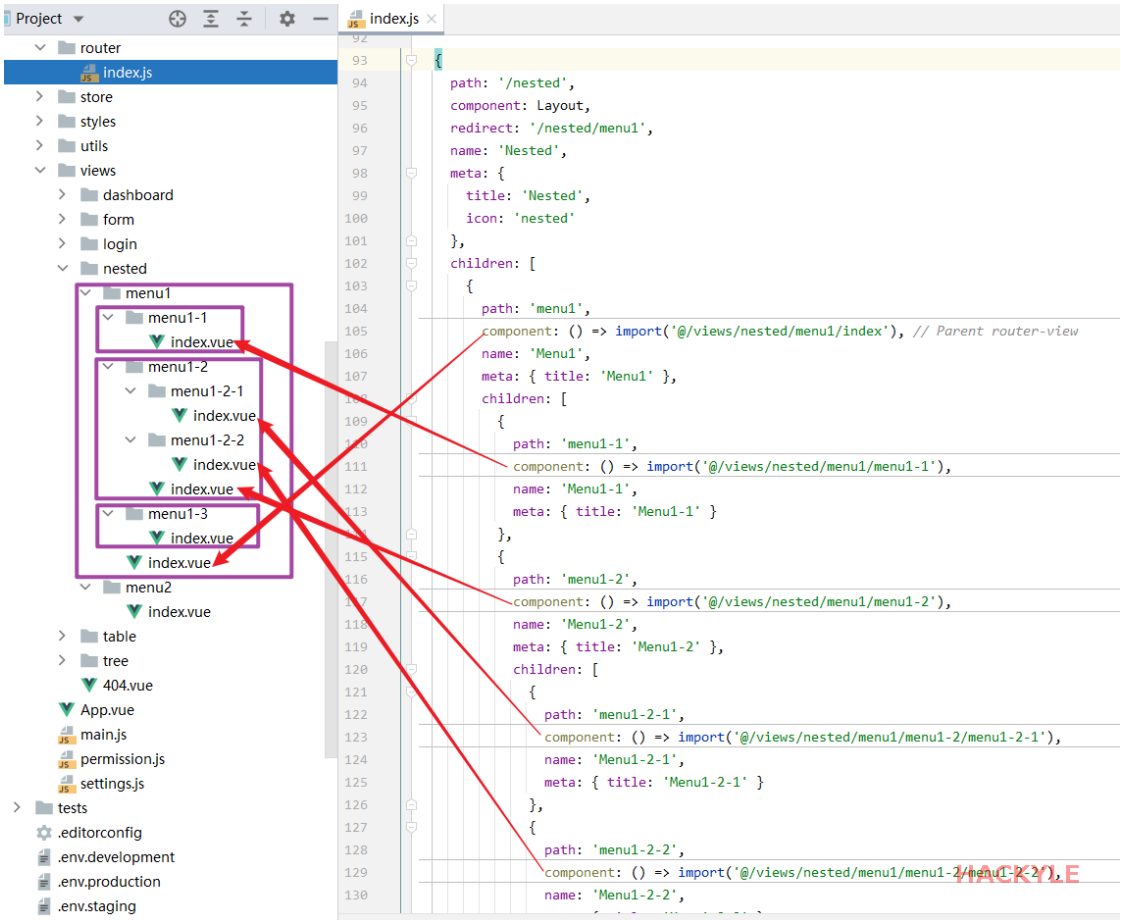 Project
index.js
router
index.js
store
styles
utils
views
dashboard
form
login
nested
menu1
menu1-1
index.vue
menu1-2
menu1-2-1
index.vue
menu1-2-2
index.vue
index.vue
menu1-3
index.vue
index.vue
menu2
index.vue
table
tree
404.vue
App.vue
main.js
permission.js
settings.js
tests
.editorconfig
.env.development
.env.production
.env.staging
92
93 {
94 path: '/nested',
95 component: Layout,
96 redirect: '/nested/menu1',
97 name: 'Nested',
98 meta: {
99 title: 'Nested',
100 icon: 'nested'
101 },
102 children: [
103 {
104 path: 'menu1',
105 component: () => import('@/views/nested/menu1/index'), // Parent router-view
106 name: 'Menu1',
107 meta: { title: 'Menu1' },
108 children: [
109 {
110 path: 'menu1-1',
111 component: () => import('@/views/nested/menu1/menu1-1'),
112 name: 'Menu1-1',
113 meta: { title: 'Menu1-1' }
114 },
115 {
116 path: 'menu1-2',
117 component: () => import('@/views/nested/menu1/menu1-2'),
118 name: 'Menu1-2',
119 meta: { title: 'Menu1-2' },
120 children: [
121 {
122 path: 'menu1-2-1',
123 component: () => import('@/views/nested/menu1/menu1-2/menu1-2-1'),
124 name: 'Menu1-2-1',
125 meta: { title: 'Menu1-2-1' }
126 },
127 {
128 path: 'menu1-2-2',
129 component: () => import('@/views/nested/menu1/menu1-2/menu1-2-2'),
130 name: 'Menu1-2-2',
HACKYLE